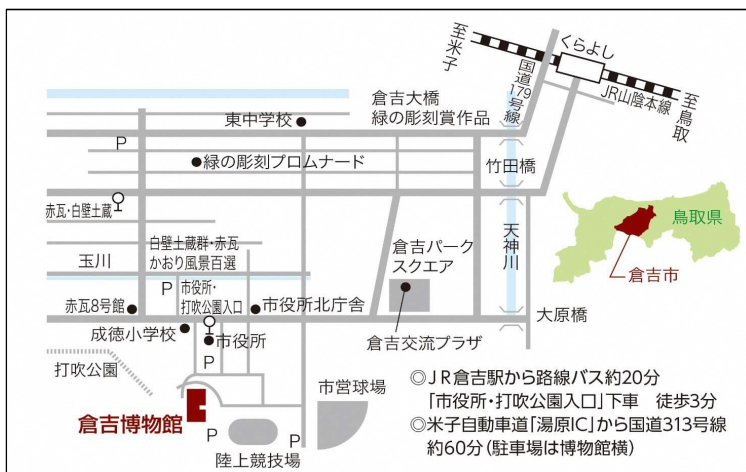 至米子
くらよし
国道179号線
JR山陰本線
至鳥取
倉吉大橋
緑の彫刻賞作品
東中学校
P
緑の彫刻プロムナード
竹田橋
赤瓦・白壁土蔵
鳥取県
倉吉市
白壁土蔵群・赤瓦
かおり風景百選
倉吉パーク
スクエア
天神川
玉川
P
市役所・
打吹公園入口
赤瓦8号館
市役所北庁舎
大原橋
成徳小学校
市役所
倉吉交流プラザ
P
打吹公園
市営球場
倉吉博物館
P
P
陸上競技場
◎JR倉吉駅から路線バス約20分
「市役所・打吹公園入口」下車 徒歩3分
◎米子自動車道「湯原IC」から国道313号線
約60分(駐車場は博物館横)